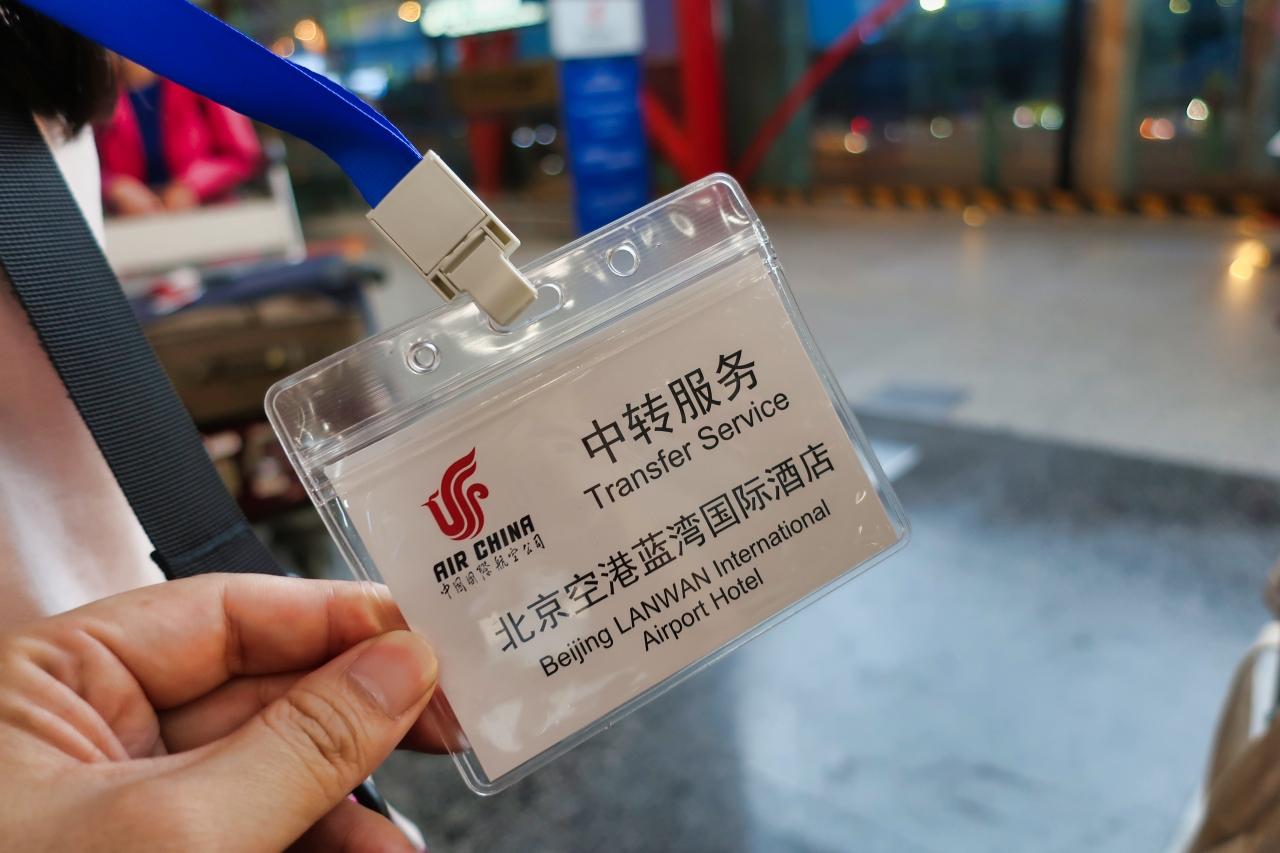 中转服务
Transfer Service
AIR CHINA
中国国際航空公司
北京空港蓝湾国际酒店
Beijing LANWAN International
Airport Hotel